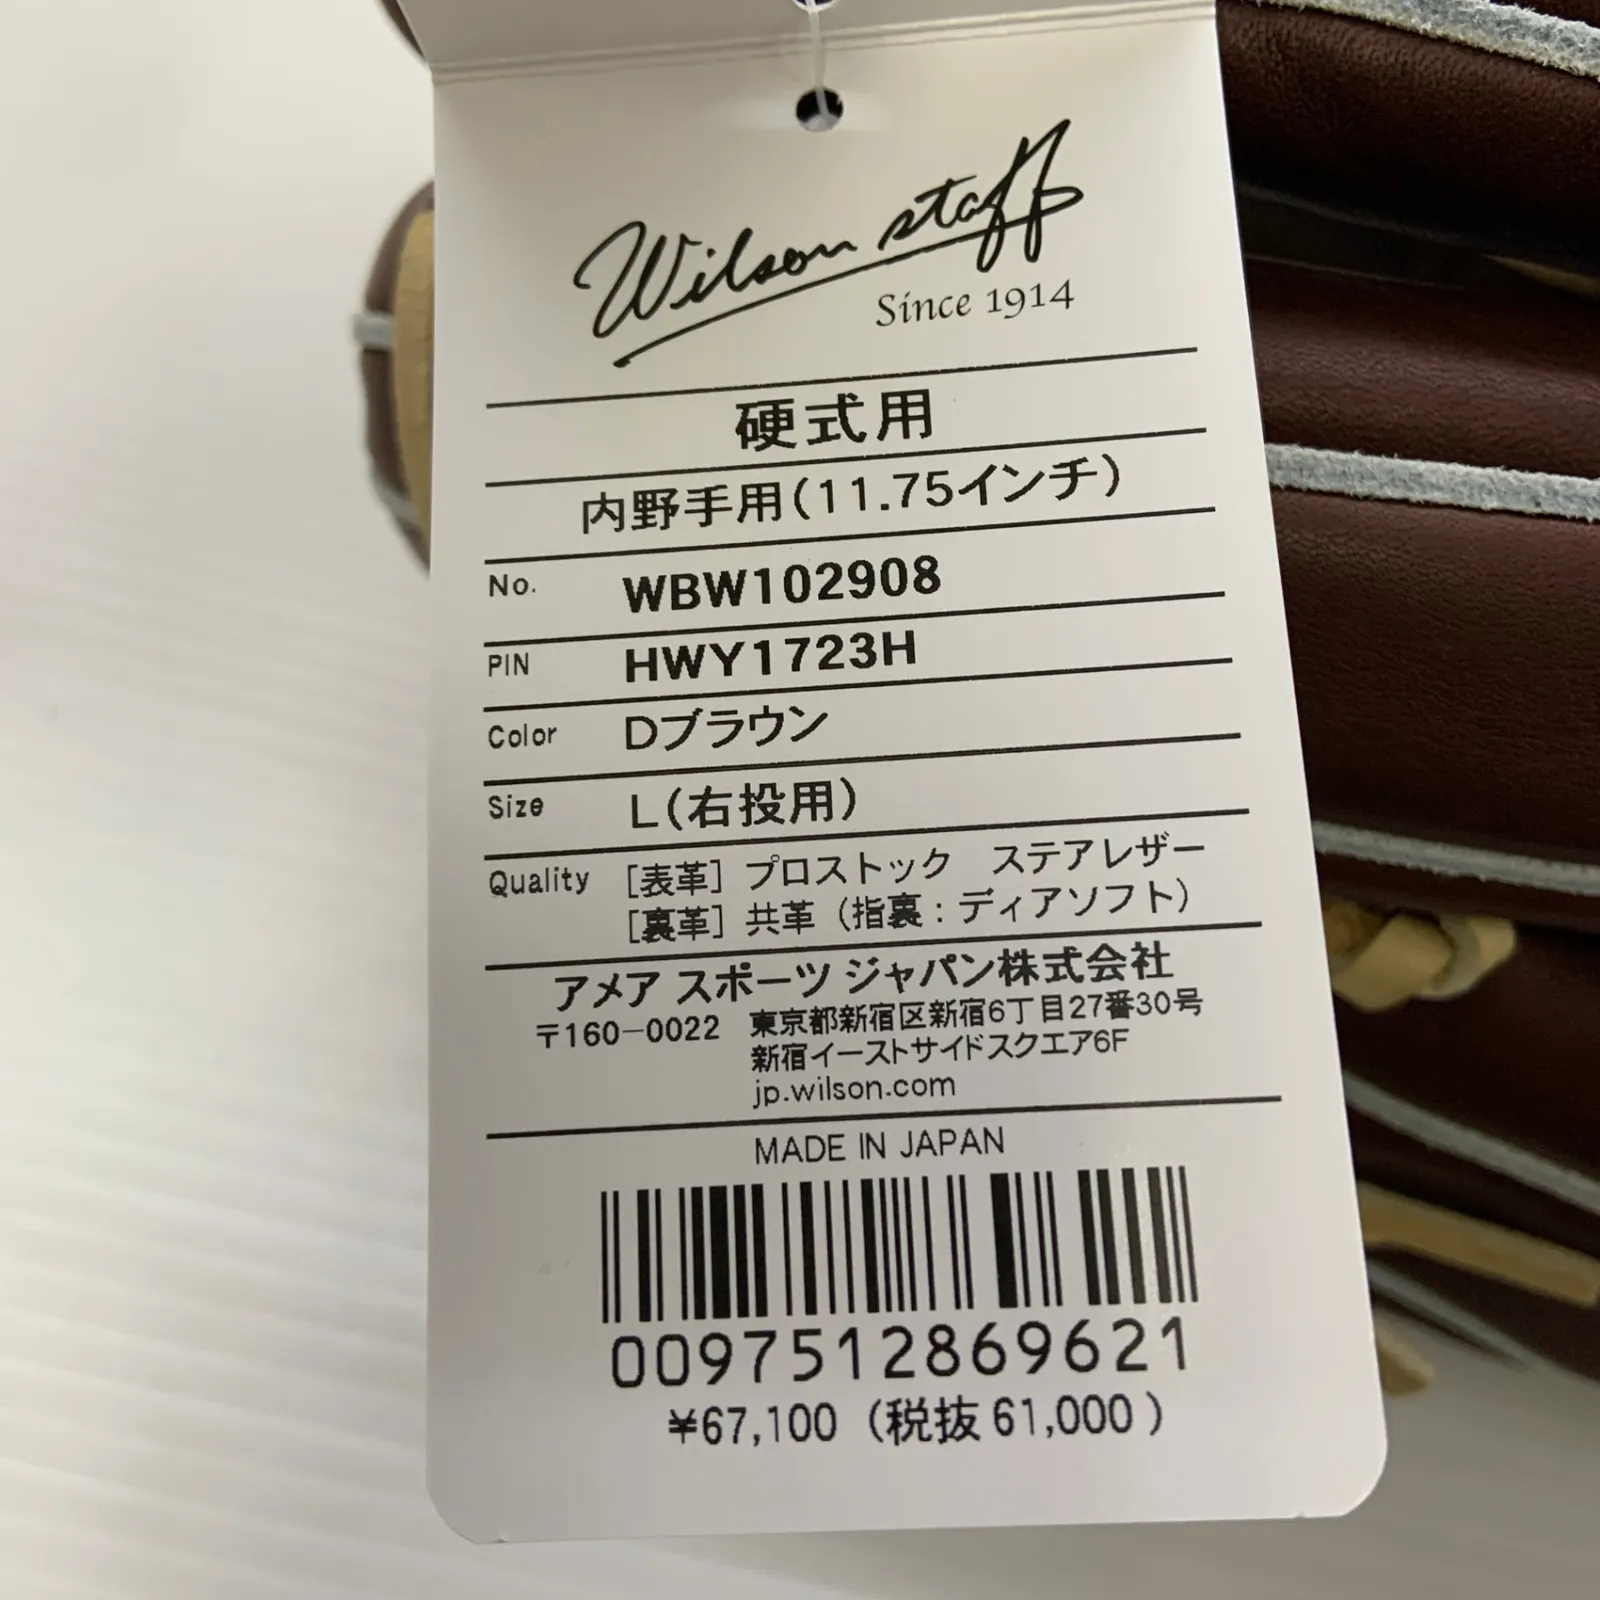 Wilson staff
Since 1914
硬式用
内野手用(11.75インチ)
No. WBW102908
PIN HWY1723H
Color Dブラウン
Size L(右投用)
Quality [表革] プロストック ステアレザー
[裏革] 共革 (指裏:ディアソフト)
アメア スポーツ ジャパン株式会社
〒160-0022 東京都新宿区新宿6丁目27番30号
新宿イーストサイドスクエア6F
jp.wilson.com
MADE IN JAPAN
0097512869621
¥67,100 (税抜 61,000)